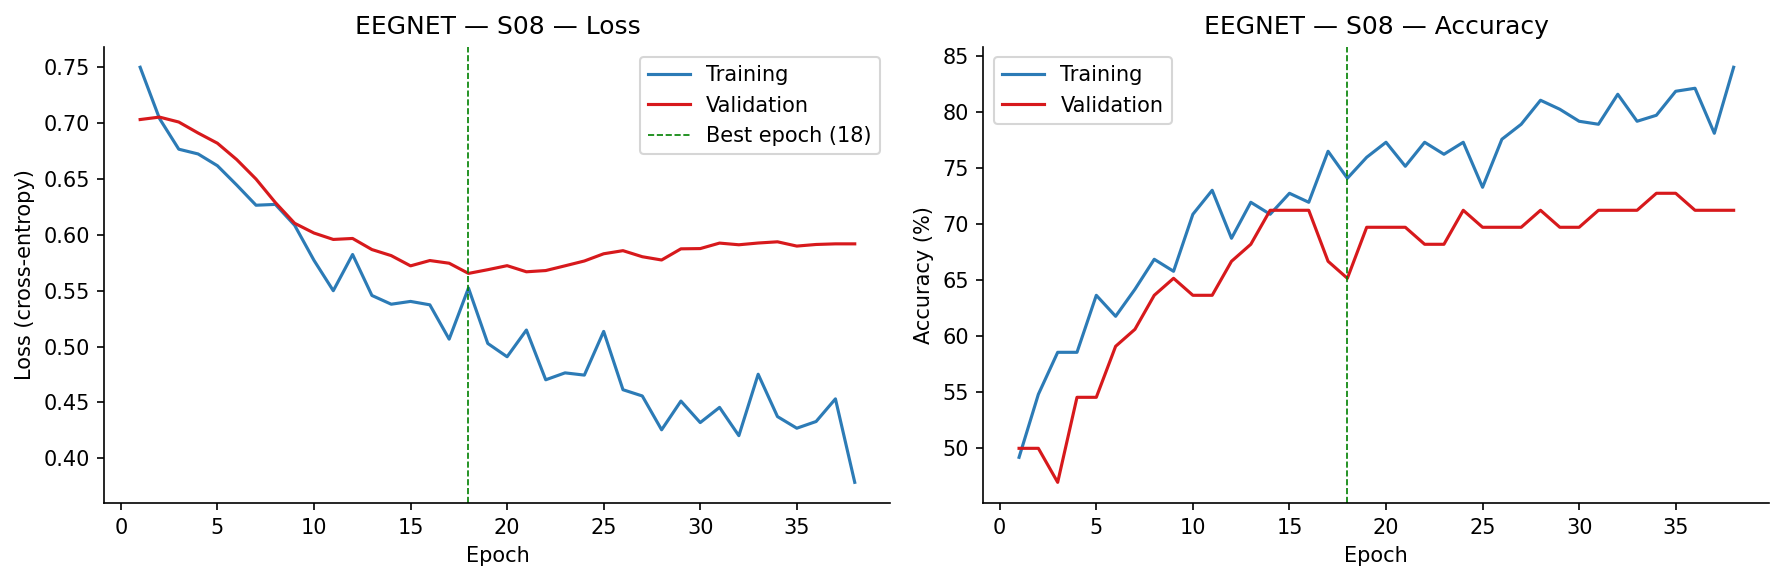 EEGNET — S08 — Loss
Loss (cross-entropy)
0.75
0.70
0.65
0.60
0.55
0.50
0.45
0.40
Training
Validation
Best epoch (18)
0 5 10 15 20 25 30 35
Epoch
EEGNET — S08 — Accuracy
Accuracy (%)
85
80
75
70
65
60
55
50
Training
Validation
0 5 10 15 20 25 30 35
Epoch